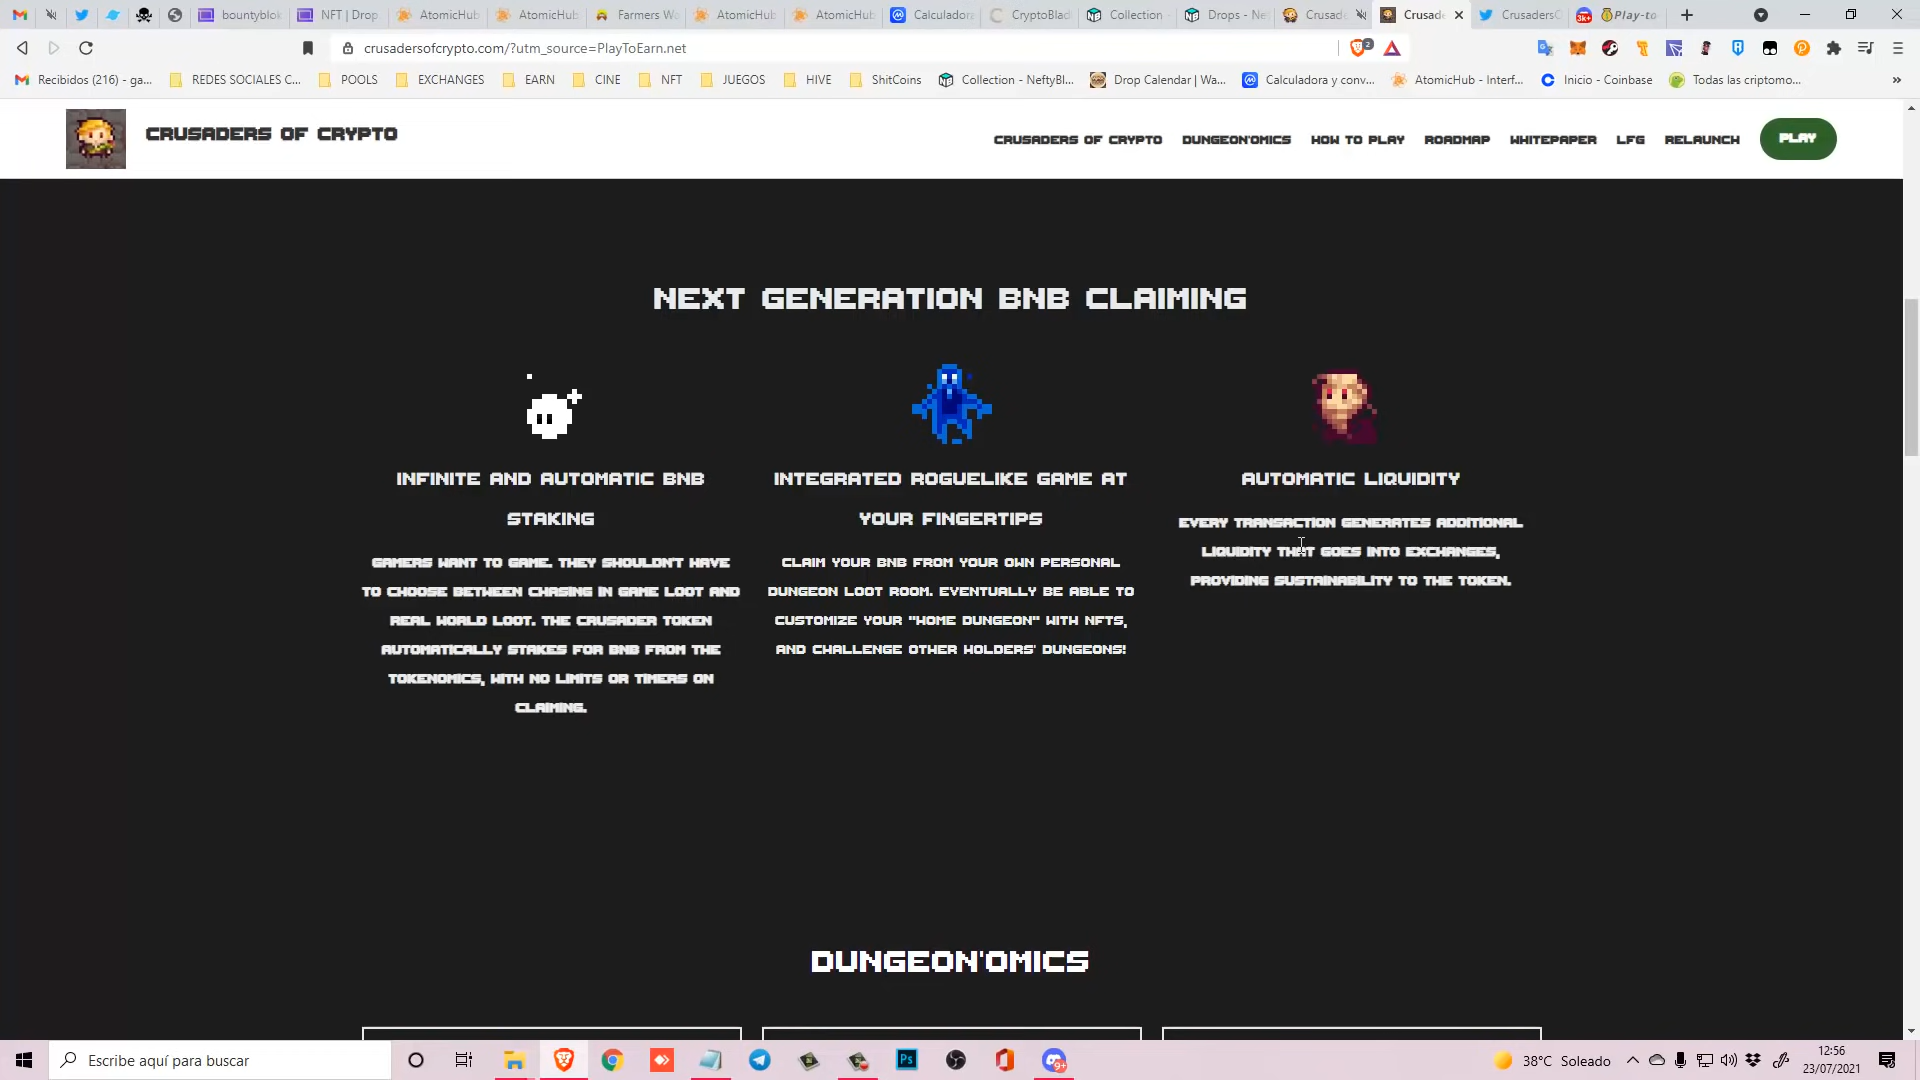 bountyblok
NFT | Drop
AtomicHub
AtomicHub
Farmers Wo
AtomicHub
AtomicHub
Calculadora
CryptoBlad
Collection
Drops - Ne
Crusade
Crusade
CrusadersO
3k+
Play-to
crusadersofcrypto.com/?utm_source=PlayToEarn.net
2
Recibidos (216) - ga...
REDES SOCIALES C...
POOLS
EXCHANGES
EARN
CINE
NFT
JUEGOS
HIVE
ShitCoins
Collection - NeftyBl...
Drop Calendar | Wa...
Calculadora y conv...
AtomicHub - Interf...
Inicio - Coinbase
Todas las criptomo...
CRUSADERS OF CRYPTO
CRUSADERS OF CRYPTO
DUNGEON'OMICS
HOW TO PLAY
ROADMAP
WHITEPAPER
LFG
RELAUNCH
PLAY
NEXT GENERATION BNB CLAIMING
INFINITE AND AUTOMATIC BNB
STAKING
GAMERS WANT TO GAME. THEY SHOULDN'T HAVE
TO CHOOSE BETWEEN CHASING IN GAME LOOT AND
REAL WORLD LOOT. THE CRUSADER TOKEN
AUTOMATICALLY STAKES FOR BNB FROM THE
TOKENOMICS, WITH NO LIMITS OR TIMERS ON
CLAIMING.
INTEGRATED ROGUELIKE GAME AT
YOUR FINGERTIPS
CLAIM YOUR BNB FROM YOUR OWN PERSONAL
DUNGEON LOOT ROOM. EVENTUALLY BE ABLE TO
CUSTOMIZE YOUR "HOME DUNGEON" WITH NFTS,
AND CHALLENGE OTHER HOLDERS' DUNGEONS!
AUTOMATIC LIQUIDITY
EVERY TRANSACTION GENERATES ADDITIONAL
LIQUIDITY THAT GOES INTO EXCHANGES,
PROVIDING SUSTAINABILITY TO THE TOKEN.
DUNGEON'OMICS
Escribe aquí para buscar
Ps
9+
38°C Soleado
12:56
23/07/2021